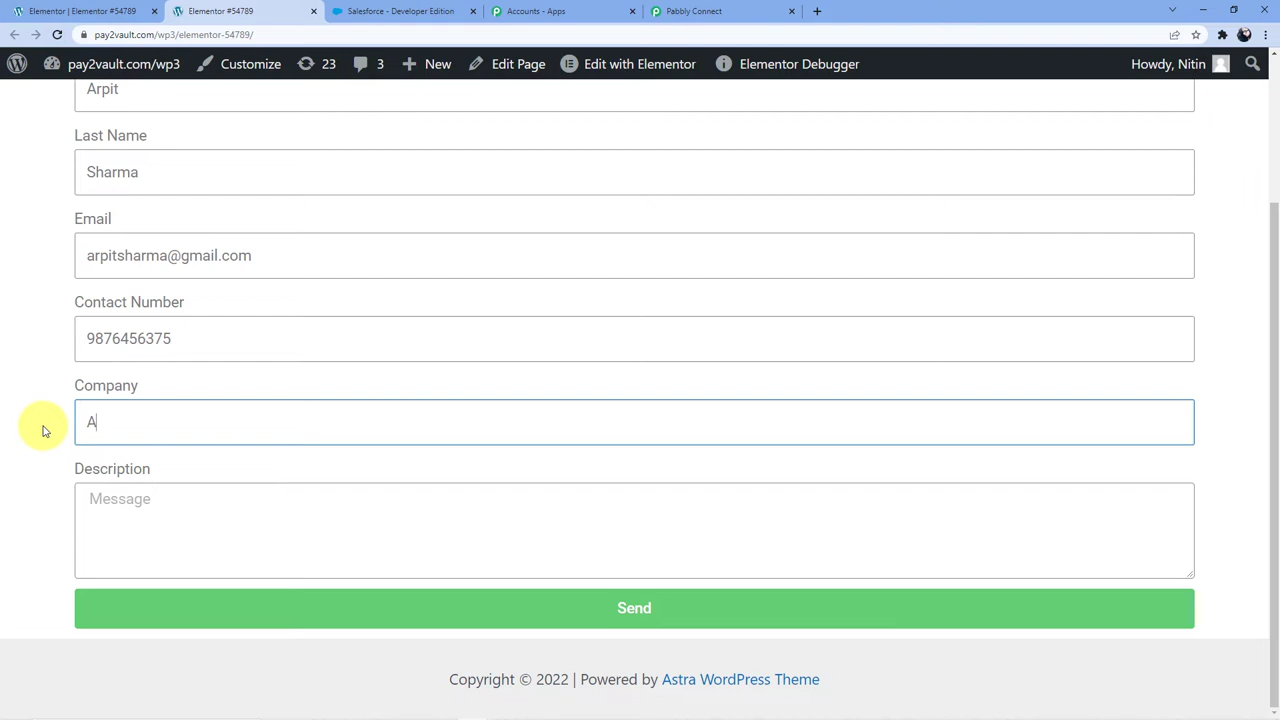 Elementor | Elementor #54789
Elementor #54789
Salesforce - Developer Edition
Accounts - Apps
Pabbly Connect
pay2vault.com/wp3/elementor-54789/
pay2vault.com/wp3
Customize
23
3
New
Edit Page
Edit with Elementor
Elementor Debugger
Howdy, Nitin
Arpit
Last Name
Sharma
Email
arpitsharma@gmail.com
Contact Number
9876456375
Company
A
Description
Message
Send
Copyright © 2022 | Powered by Astra WordPress Theme